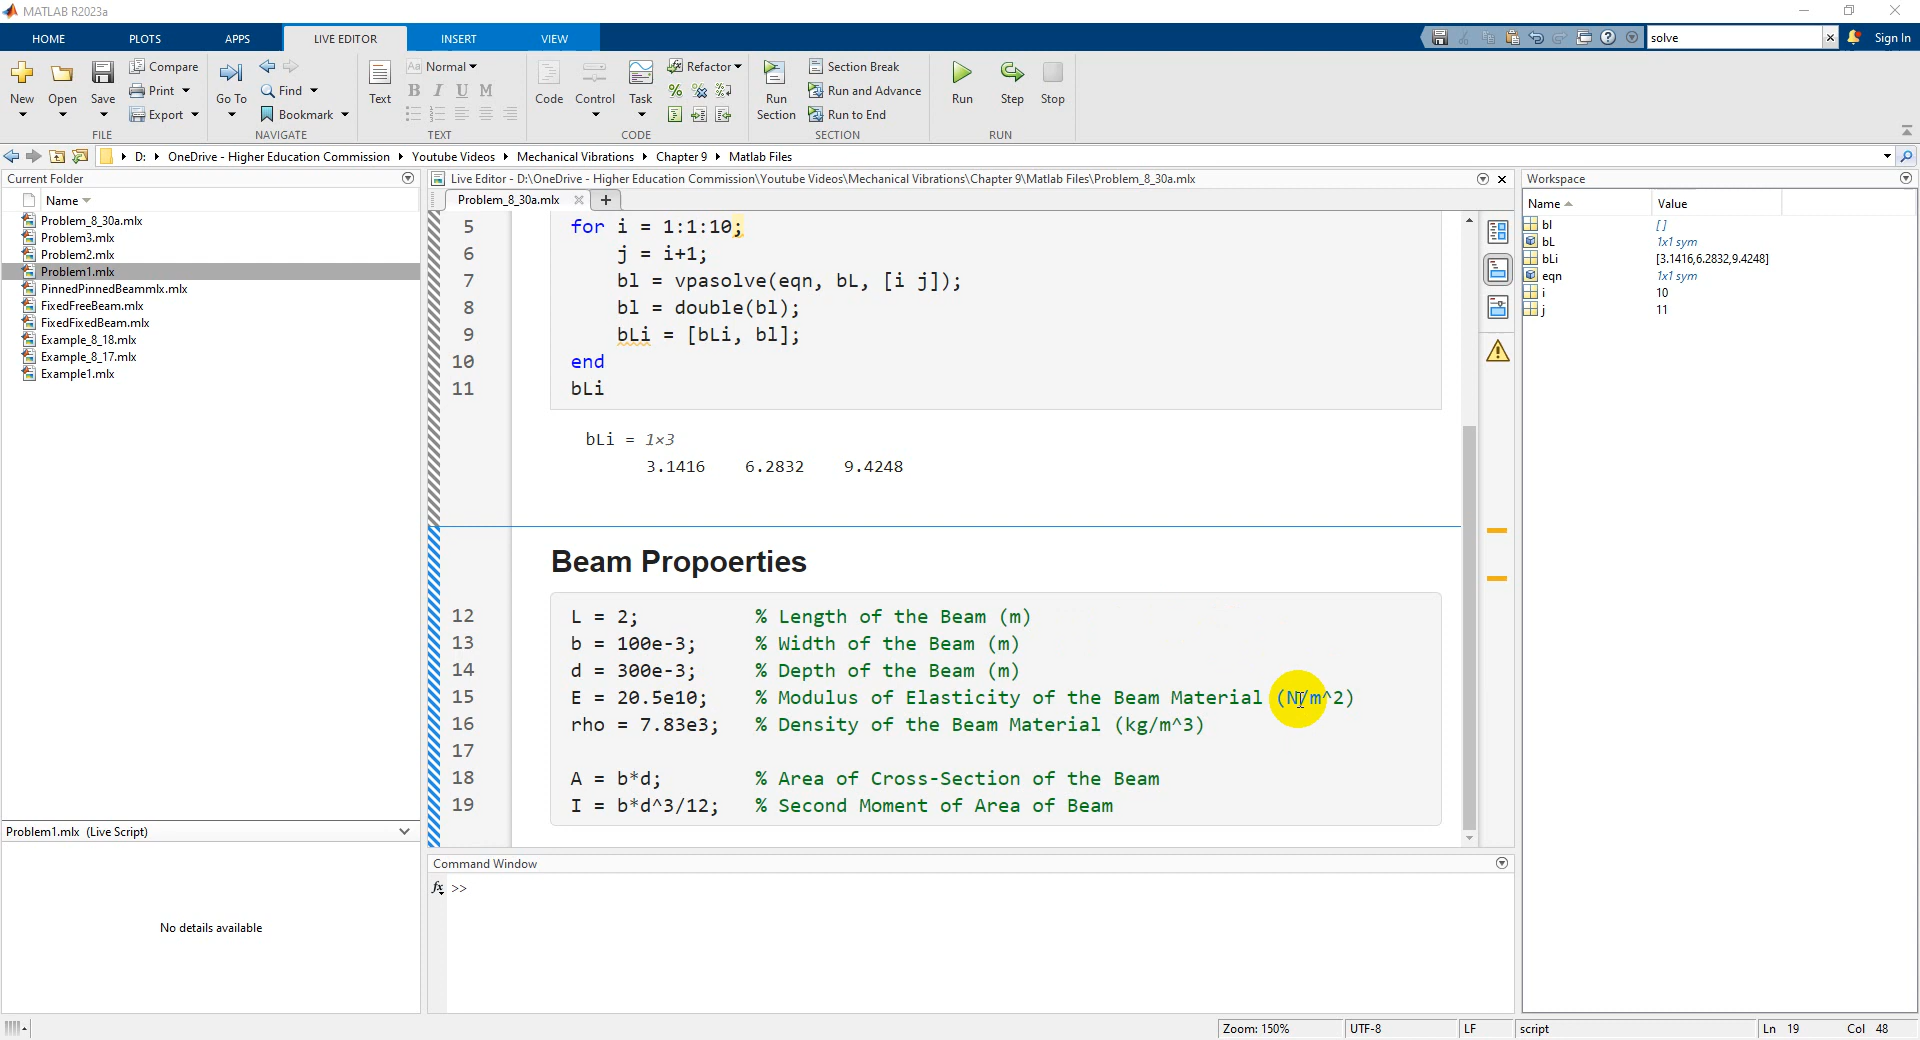 MATLAB R2023a
HOME PLOTS APPS LIVE EDITOR INSERT VIEW
solve
Sign In
New
Open
Save
Compare
Print
Export
FILE
Go To
Find
Bookmark
NAVIGATE
Text
Aa Normal
B I U M
TEXT
Code
Control
Task
Refactor
CODE
Run Section
Section Break
Run and Advance
Run to End
SECTION
Run
Step
Stop
RUN
D: OneDrive - Higher Education Commission Youtube Videos Mechanical Vibrations Chapter 9 Matlab Files
Current Folder
Name
Problem_8_30a.mlx
Problem3.mlx
Problem2.mlx
Problem1.mlx
PinnedPinnedBeammlx.mlx
FixedFreeBeam.mlx
FixedFixedBeam.mlx
Example_8_18.mlx
Example_8_17.mlx
Example1.mlx
Problem1.mlx (Live Script)
No details available
Live Editor - D:\OneDrive - Higher Education Commission\Youtube Videos\Mechanical Vibrations\Chapter 9\Matlab Files\Problem_8_30a.mlx
Problem_8_30a.mlx
5 for i = 1:1:10;
6 j = i+1;
7 bl = vpasolve(eqn, bL, [i j]);
8 bl = double(bl);
9 bLi = [bLi, bl];
10 end
11 bLi
bLi = 1×3
3.1416 6.2832 9.4248
Beam Propoerties
12 L = 2; % Length of the Beam (m)
13 b = 100e-3; % Width of the Beam (m)
14 d = 300e-3; % Depth of the Beam (m)
15 E = 20.5e10; % Modulus of Elasticity of the Beam Material (N/m^2)
16 rho = 7.83e3; % Density of the Beam Material (kg/m^3)
17
18 A = b*d; % Area of Cross-Section of the Beam
19 I = b*d^3/12; % Second Moment of Area of Beam
Command Window
fx >>
Workspace
Name Value
bl []
bL 1x1 sym
bLi [3.1416,6.2832,9.4248]
eqn 1x1 sym
i 10
j 11
Zoom: 150% UTF-8 LF script Ln 19 Col 48